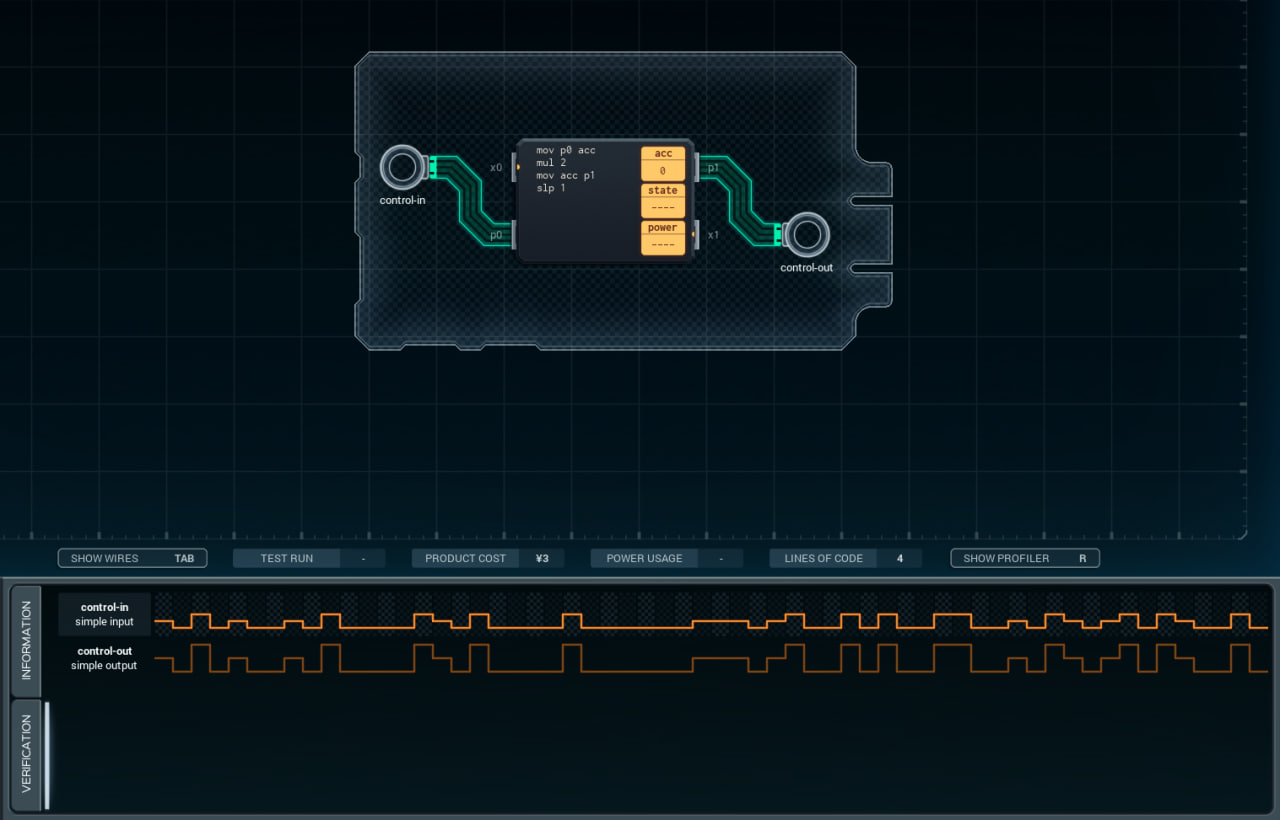 mov p0 acc
mul 2
mov acc p1
slp 1
acc
0
state
----
power
----
x0
p0
p1
x1
control-in
control-out
SHOW WIRES TAB
TEST RUN -
PRODUCT COST ¥3
POWER USAGE -
LINES OF CODE 4
SHOW PROFILER R
INFORMATION
VERIFICATION
control-in
simple input
control-out
simple output